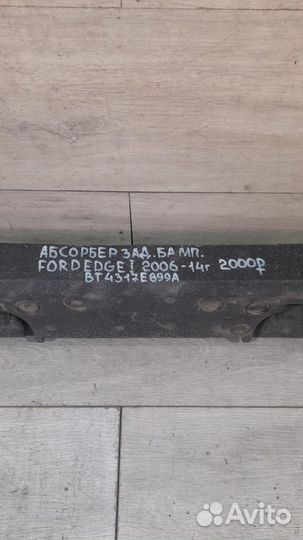 АБСОРБЕР ЗАД. БАМП.
FORD EDGE I 2006-14г 2000р
BT4317E899A
Avito